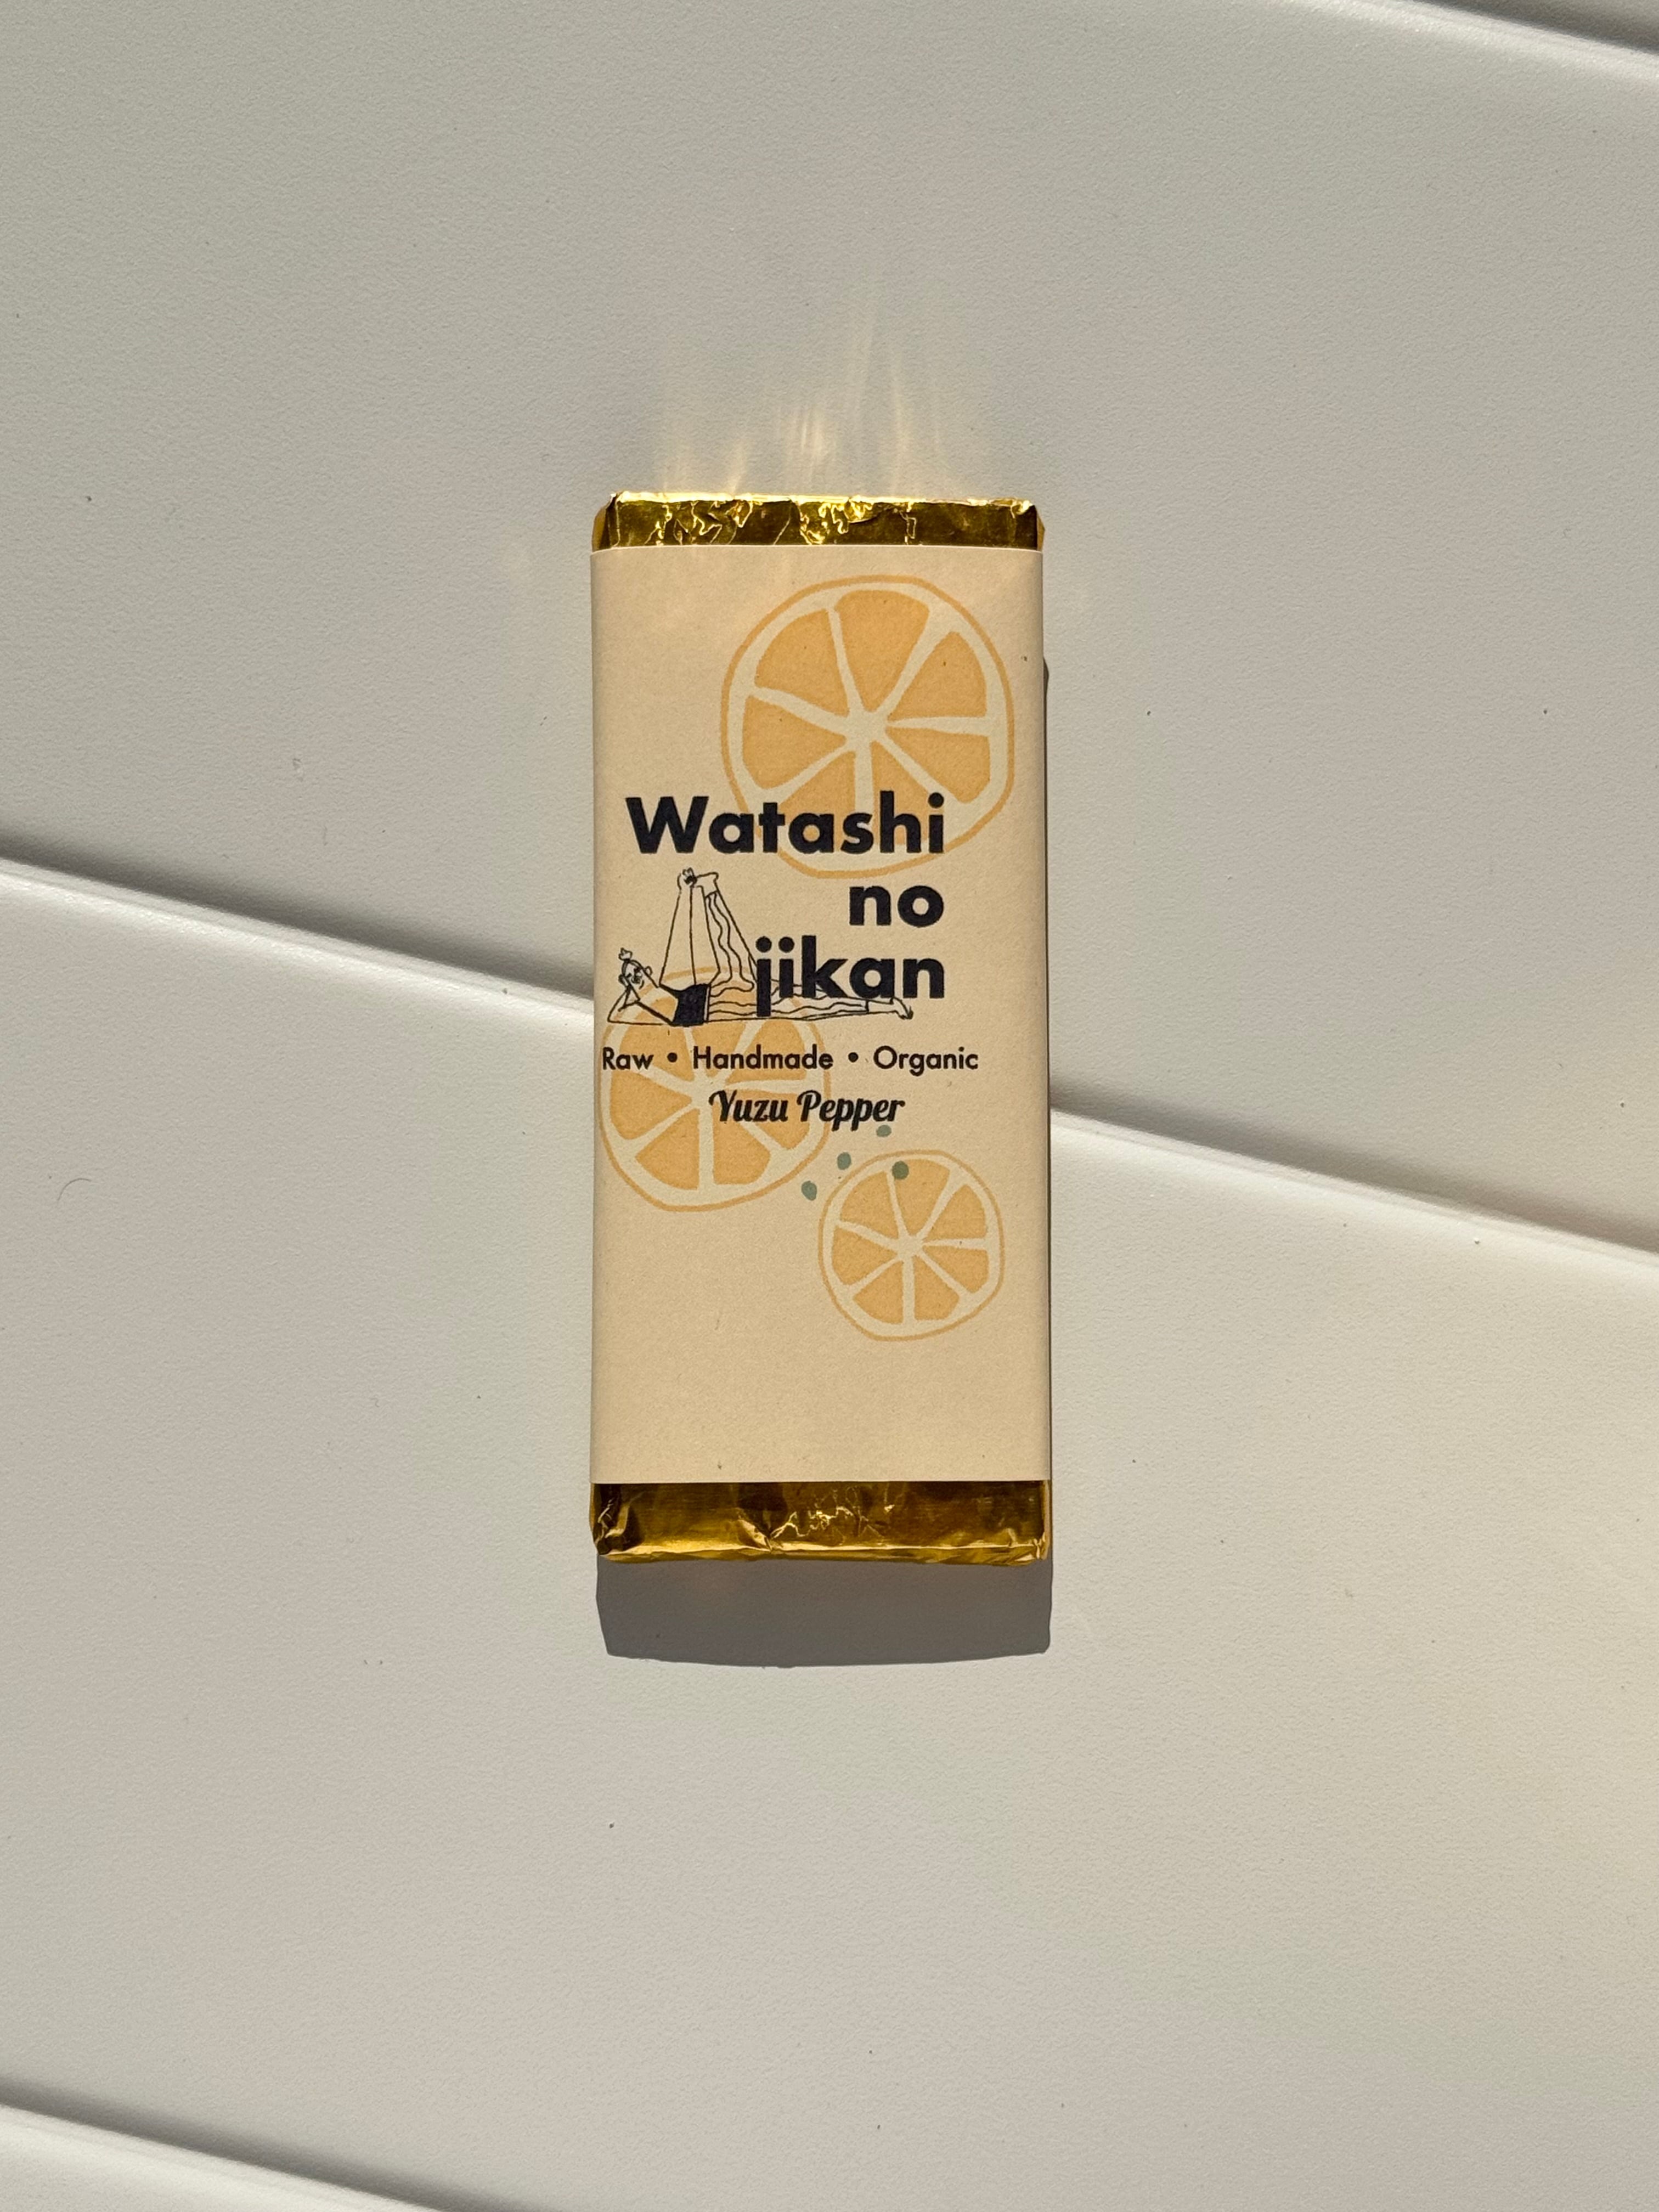 Watashi
no
jikan
Raw • Handmade • Organic
Yuzu Pepper